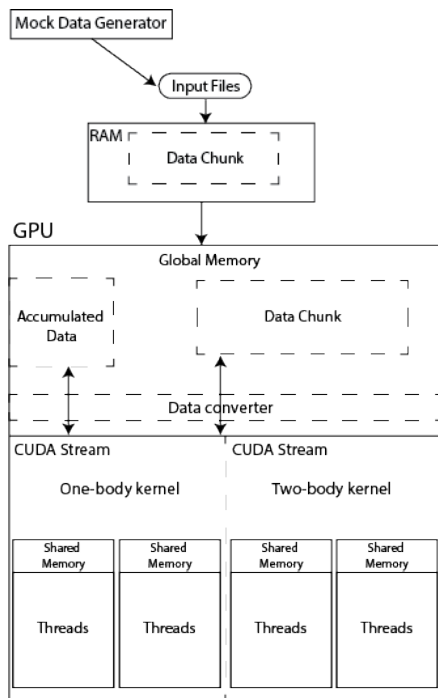 Mock Data Generator
Input Files
RAM
Data Chunk
GPU
Global Memory
Accumulated
Data
Data Chunk
Data converter
CUDA Stream
CUDA Stream
One-body kernel
Two-body kernel
Shared
Memory
Shared
Memory
Shared
Memory
Shared
Memory
Threads
Threads
Threads
Threads